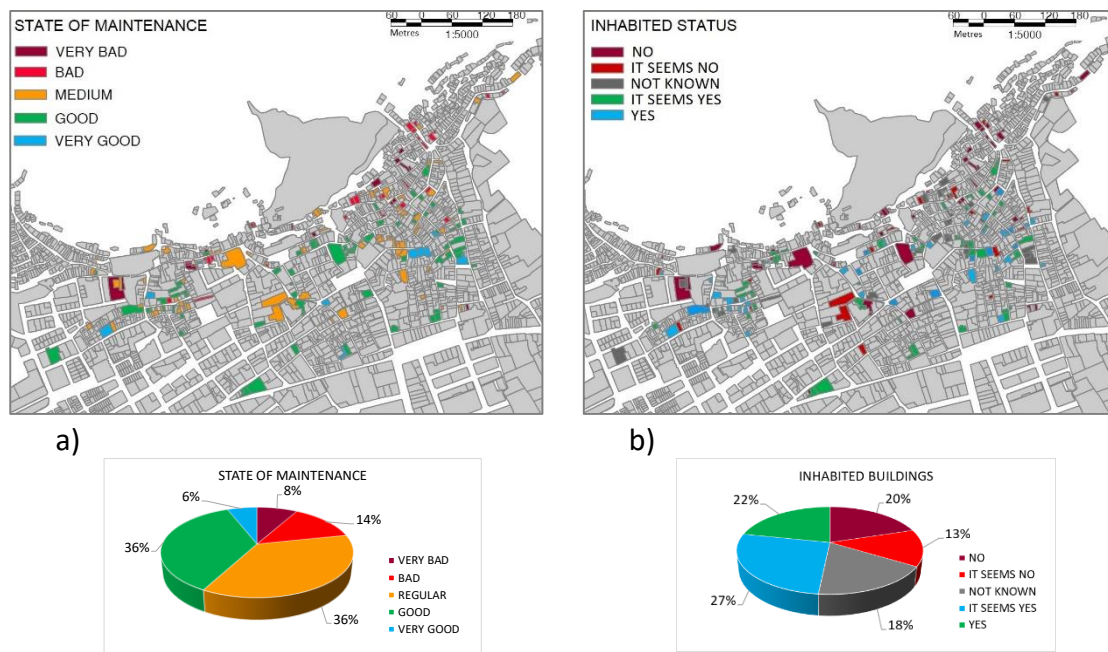 STATE OF MAINTENANCE
60 0 60 120 180
Metres 1:5000
VERY BAD
BAD
MEDIUM
GOOD
VERY GOOD
INHABITED STATUS
60 0 60 120 180
Metres 1:5000
NO
IT SEEMS NO
NOT KNOWN
IT SEEMS YES
YES
a)
b)
STATE OF MAINTENANCE
6%
8%
14%
36%
36%
VERY BAD
BAD
REGULAR
GOOD
VERY GOOD
INHABITED BUILDINGS
22%
20%
13%
27%
18%
NO
IT SEEMS NO
NOT KNOWN
IT SEEMS YES
YES